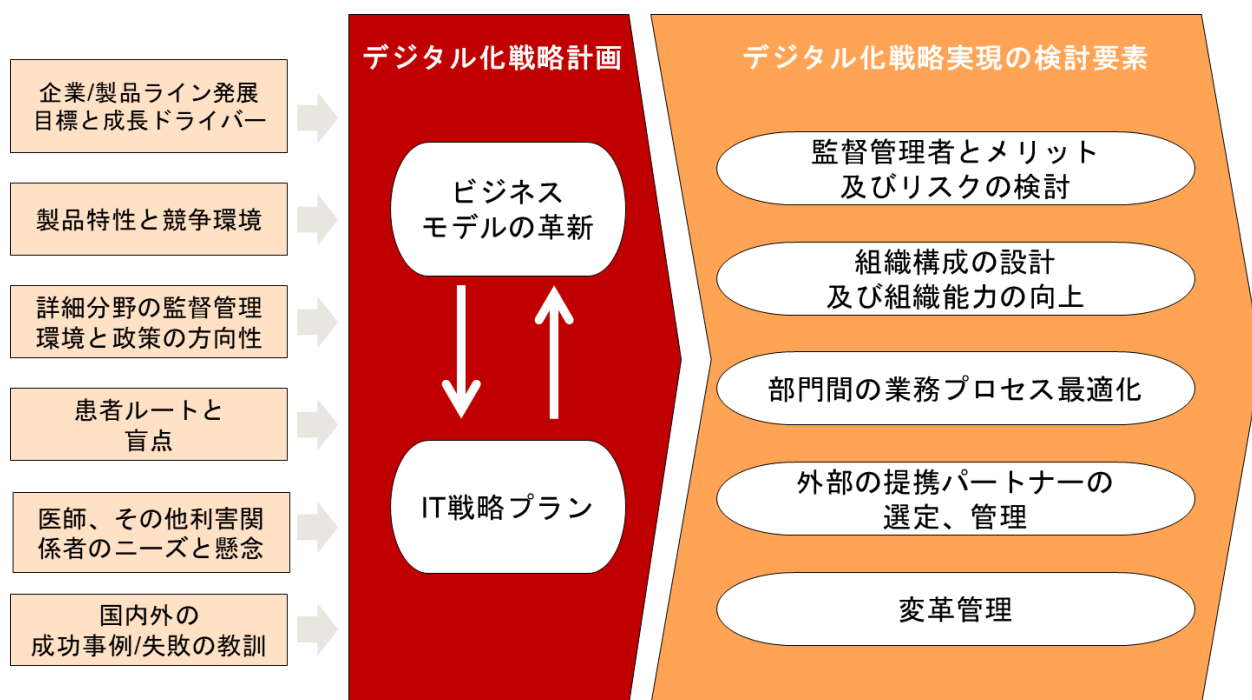 企業/製品ライン発展
目標と成長ドライバー
製品特性と競争環境
詳細分野の監督管理
環境と政策の方向性
患者ルートと
盲点
医師、その他利害関
係者のニーズと懸念
国内外の
成功事例/失敗の教訓
デジタル化戦略計画
ビジネス
モデルの革新
IT戦略プラン
デジタル化戦略実現の検討要素
監督管理者とメリット
及びリスクの検討
組織構成の設計
及び組織能力の向上
部門間の業務プロセス最適化
外部の提携パートナーの
選定、管理
変革管理